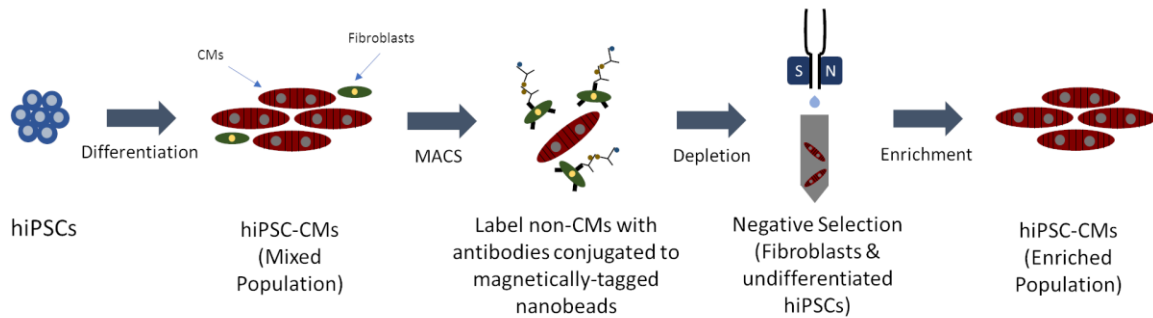 CMs
Fibroblasts
S N
Differentiation
MACS
Depletion
Enrichment
hiPSCs
hiPSC-CMs
(Mixed
Population)
Label non-CMs with
antibodies conjugated to
magnetically-tagged
nanobeads
Negative Selection
(Fibroblasts &
undifferentiated
hiPSCs)
hiPSC-CMs
(Enriched
Population)